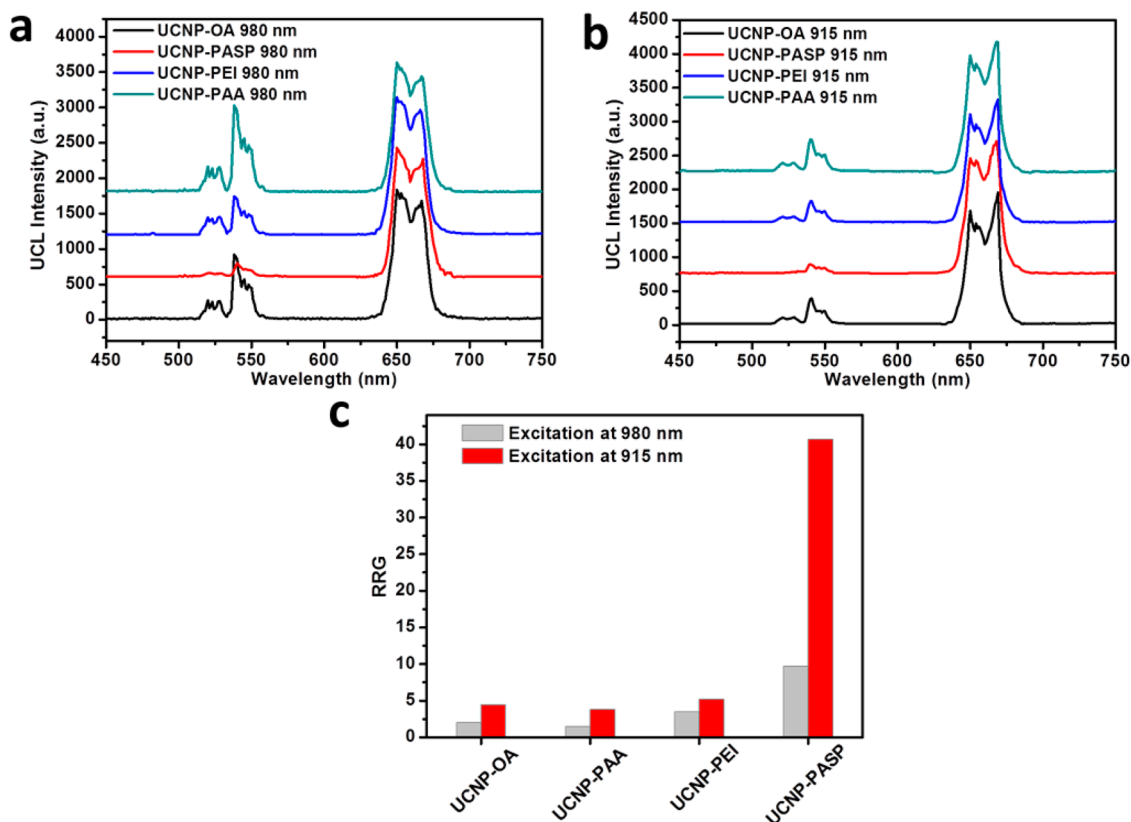 a
UCNP-OA 980 nm
UCNP-PASP 980 nm
UCNP-PEI 980 nm
UCNP-PAA 980 nm
UCL Intensity (a.u.)
4000
3500
3000
2500
2000
1500
1000
500
0
450 500 550 600 650 700 750
Wavelength (nm)
b
UCNP-OA 915 nm
UCNP-PASP 915 nm
UCNP-PEI 915 nm
UCNP-PAA 915 nm
UCL Intensity (a.u.)
4500
4000
3500
3000
2500
2000
1500
1000
500
0
450 500 550 600 650 700 750
Wavelength (nm)
c
Excitation at 980 nm
Excitation at 915 nm
RRG
40
35
30
25
20
15
10
5
0
UCNP-OA
UCNP-PAA
UCNP-PEI
UCNP-PASP